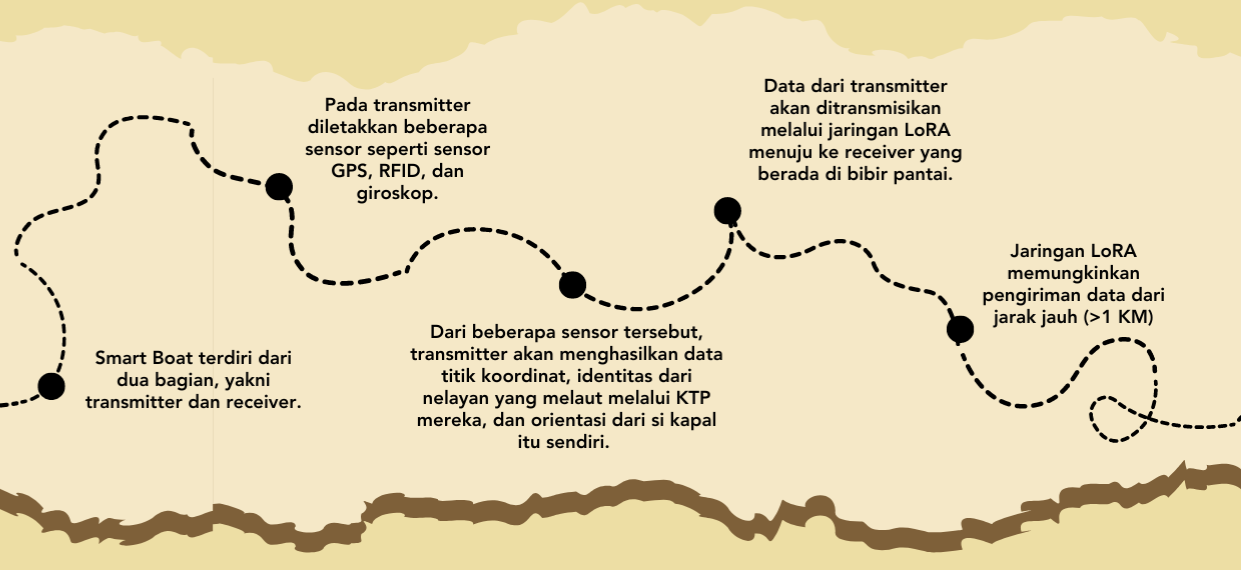 Smart Boat terdiri dari
dua bagian, yakni
transmitter dan receiver.
Pada transmitter
diletakkan beberapa
sensor seperti sensor
GPS, RFID, dan
giroskop.
Dari beberapa sensor tersebut,
transmitter akan menghasilkan data
titik koordinat, identitas dari
nelayan yang melaut melalui KTP
mereka, dan orientasi dari si kapal
itu sendiri.
Data dari transmitter
akan ditransmisikan
melalui jaringan LoRA
menuju ke receiver yang
berada di bibir pantai.
Jaringan LoRA
memungkinkan
pengiriman data dari
jarak jauh (>1 KM)